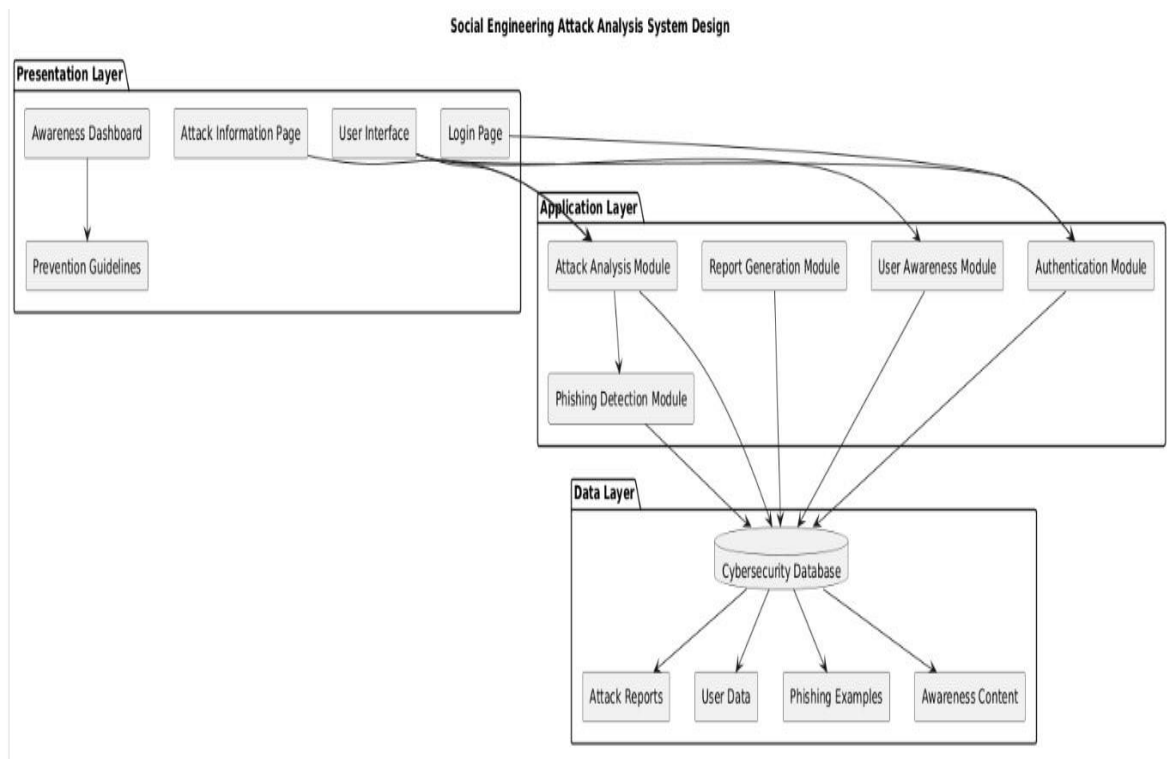 Social Engineering Attack Analysis System Design
Presentation Layer
Awareness Dashboard
Attack Information Page
User Interface
Login Page
Prevention Guidelines
Application Layer
Attack Analysis Module
Report Generation Module
User Awareness Module
Authentication Module
Phishing Detection Module
Data Layer
Cybersecurity Database
Attack Reports
User Data
Phishing Examples
Awareness Content